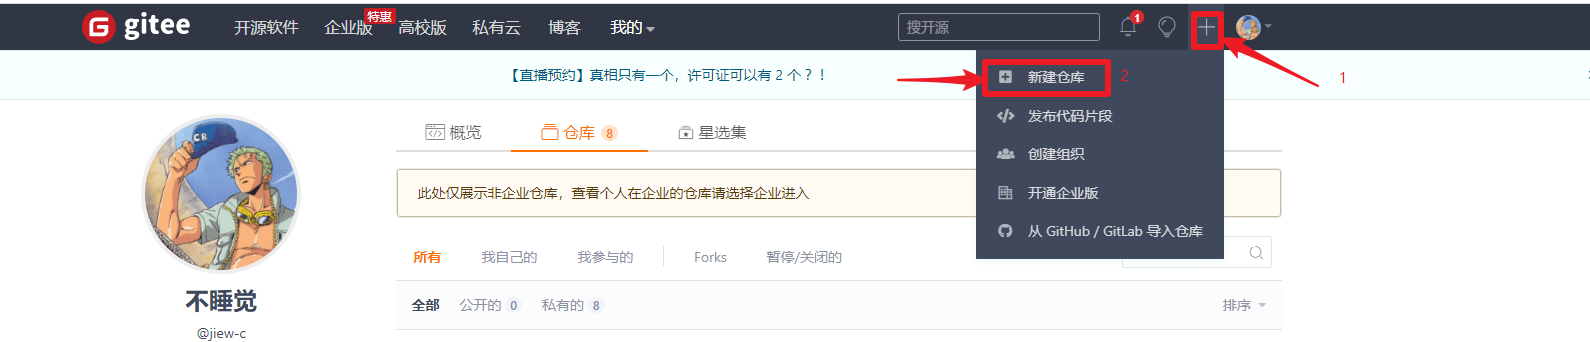 G gitee 开源软件 企业版 特惠 高校版 私有云 博客 我的 搜开源 1
【直播预约】真相只有一个，许可证可以有 2 个？！
新建仓库 2
1
发布代码片段
创建组织
开通企业版
从 GitHub / GitLab 导入仓库
CB
概览 仓库 8 星选集
此处仅展示非企业仓库，查看个人在企业的仓库请选择企业进入
所有 我自己的 我参与的 Forks 暂停/关闭的
不睡觉
@jiew-c
全部 公开的 0 私有的 8 排序